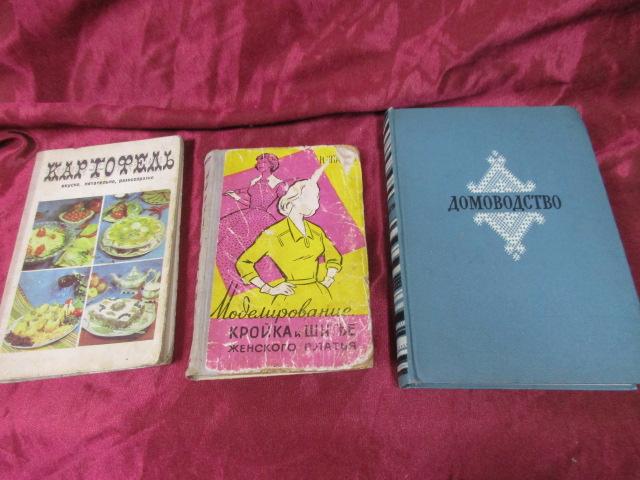 КАРТОФЕЛЬ
вкусно, питательно, разнообразно
Моделирование
КРОЙКА и ШИТЬЕ
ЖЕНСКОГО ПЛАТЬЯ
ДОМОВОДСТВО